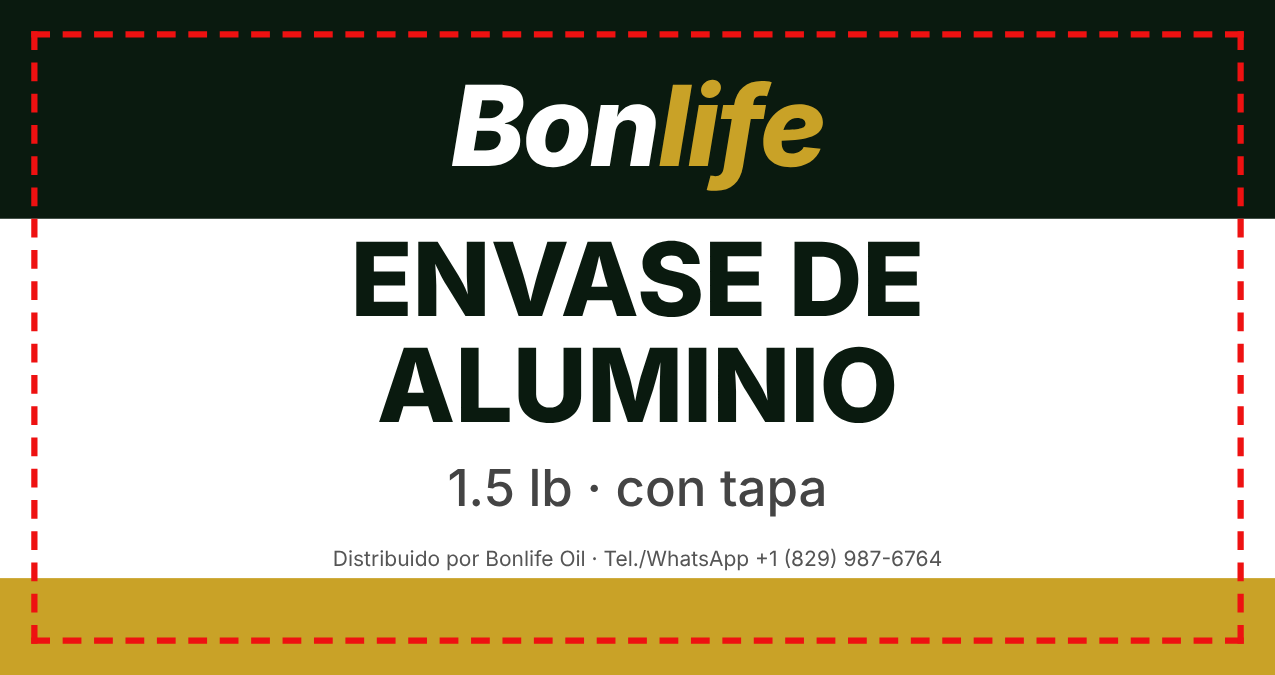 Bonlife
ENVASE DE
ALUMINIO
1.5 lb · con tapa
Distribuido por Bonlife Oil · Tel./WhatsApp +1 (829) 987-6764